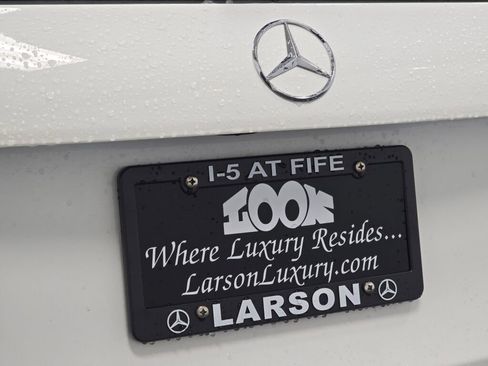 I-5 AT FIFE
LOOK
Where Luxury Resides...
LarsonLuxury.com
LARSON